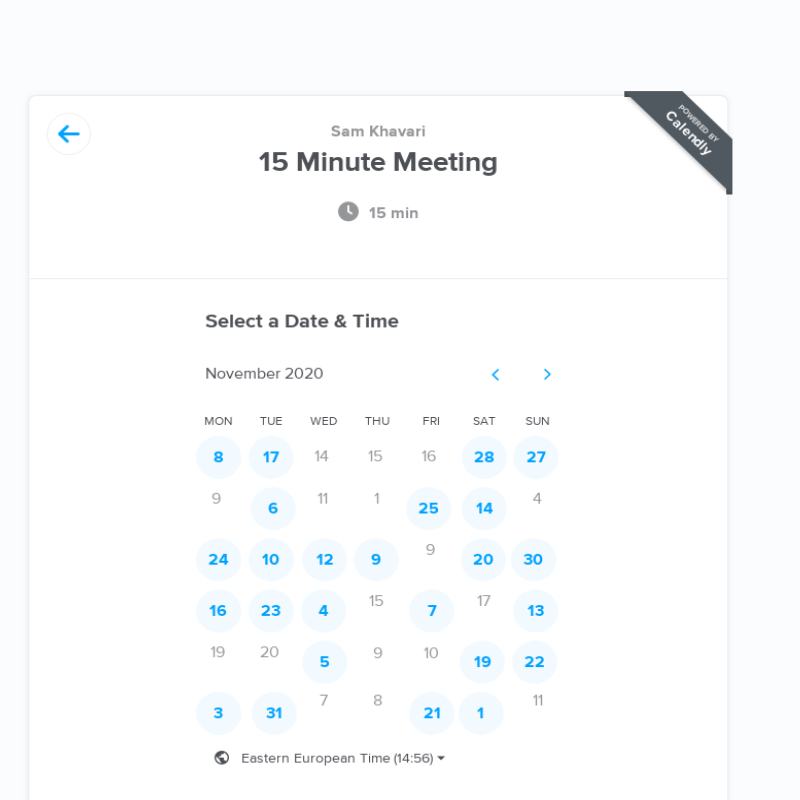 POWERED BY
Calendly
Sam Khavari
15 Minute Meeting
15 min
Select a Date & Time
November 2020
MON TUE WED THU FRI SAT SUN
8 17 14 15 16 28 27
9 6 11 1 25 14 4
24 10 12 9 9 20 30
16 23 4 15 7 17 13
19 20 5 9 10 19 22
3 31 7 8 21 1 11
Eastern European Time (14:56)